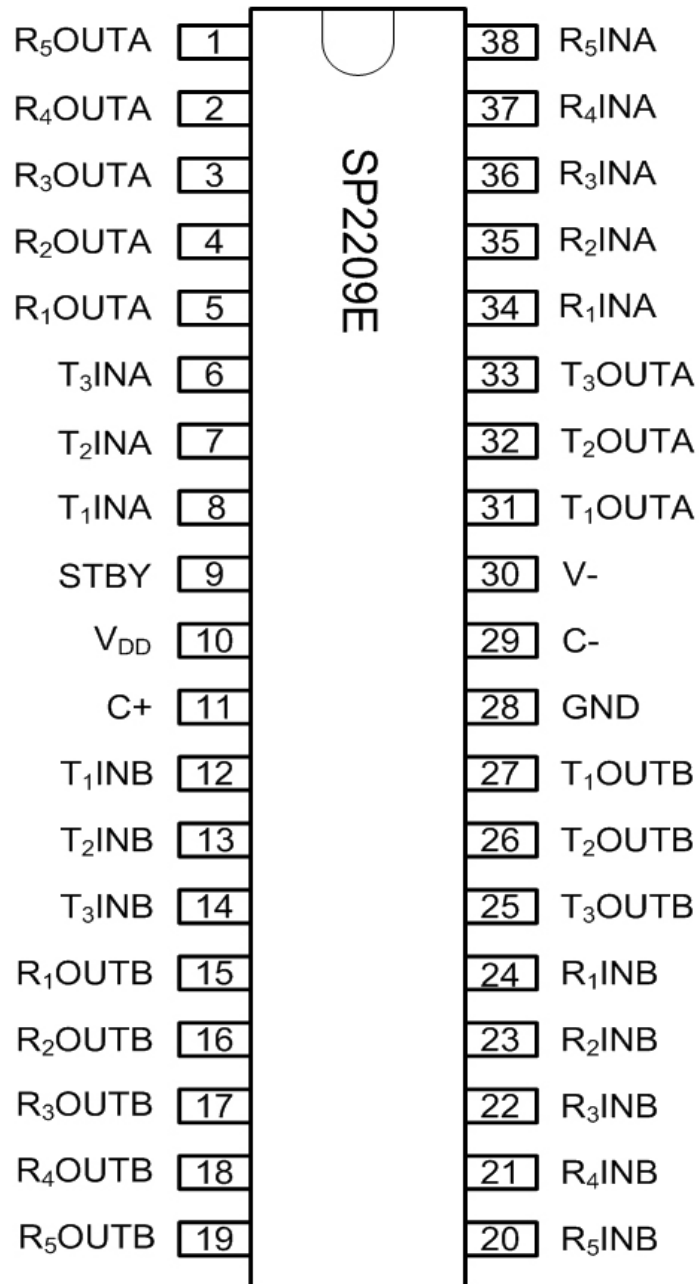 R₅OUTA 1 38 R₅INA
R₄OUTA 2 37 R₄INA
R₃OUTA 3 36 R₃INA
R₂OUTA 4 35 R₂INA
R₁OUTA 5 34 R₁INA
T₃INA 6 33 T₃OUTA
T₂INA 7 32 T₂OUTA
T₁INA 8 31 T₁OUTA
STBY 9 30 V-
V_DD 10 29 C-
C+ 11 28 GND
T₁INB 12 27 T₁OUTB
T₂INB 13 26 T₂OUTB
T₃INB 14 25 T₃OUTB
R₁OUTB 15 24 R₁INB
R₂OUTB 16 23 R₂INB
R₃OUTB 17 22 R₃INB
R₄OUTB 18 21 R₄INB
R₅OUTB 19 20 R₅INB
SP2209E